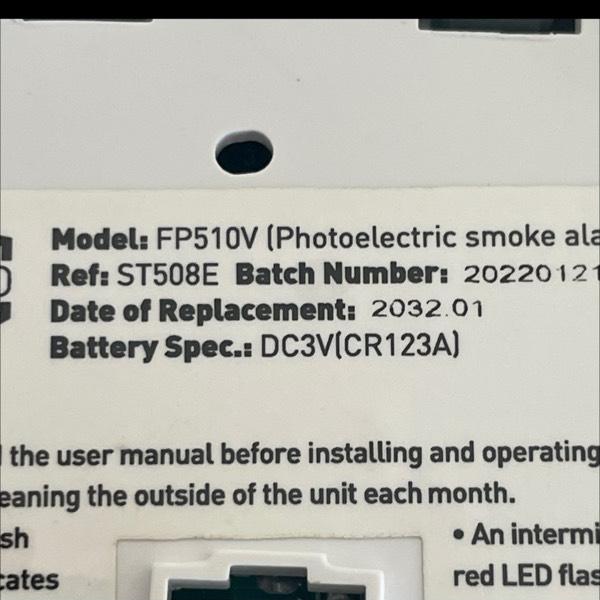 Model: FP510V (Photoelectric smoke ala
Ref: ST508E Batch Number: 20220121
Date of Replacement: 2032.01
Battery Spec.: DC3V(CR123A)
the user manual before installing and operating
eaning the outside of the unit each month.
sh
• An intermi
cates
red LED flas